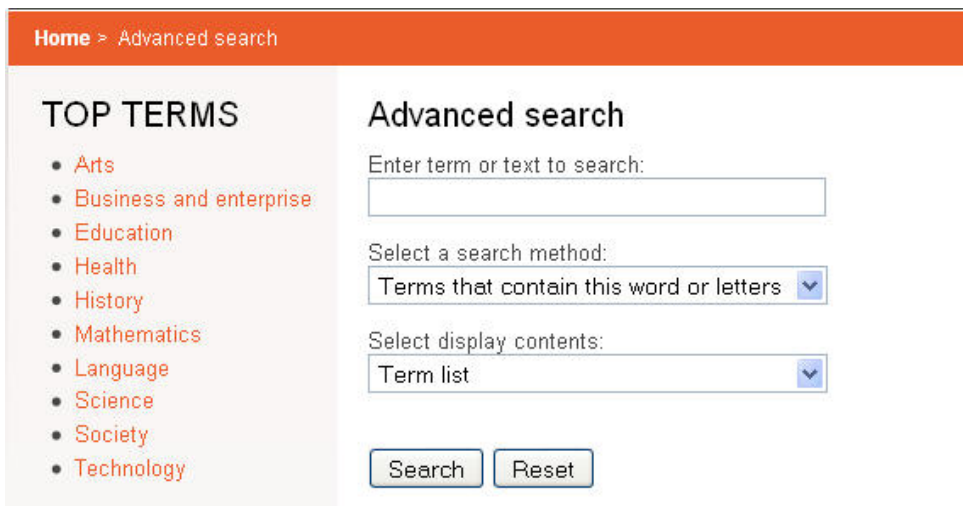 Home > Advanced search
TOP TERMS
Arts
Business and enterprise
Education
Health
History
Mathematics
Language
Science
Society
Technology
Advanced search
Enter term or text to search:
Select a search method:
Terms that contain this word or letters
Select display contents:
Term list
Search Reset